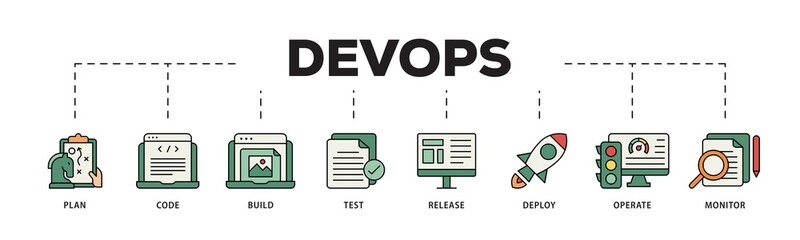 DEVOPS
PLAN
CODE
BUILD
TEST
RELEASE
DEPLOY
OPERATE
MONITOR